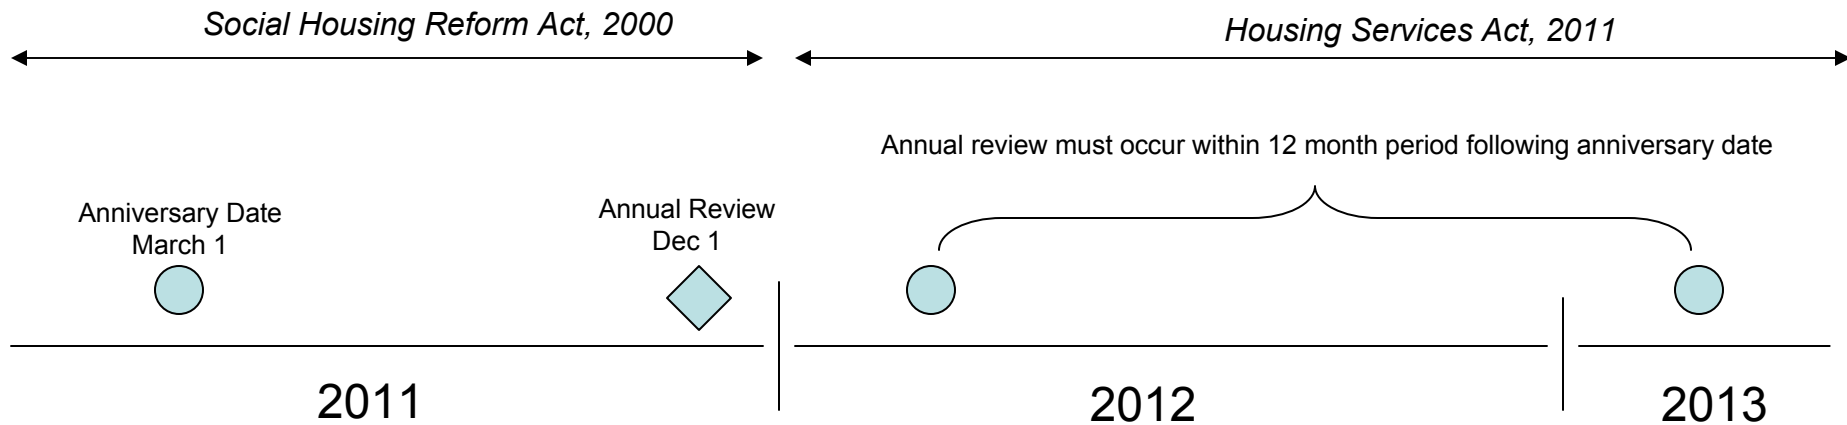 Social Housing Reform Act, 2000
Housing Services Act, 2011
Annual review must occur within 12 month period following anniversary date
Anniversary Date
March 1
Annual Review
Dec 1
2011
2012
2013